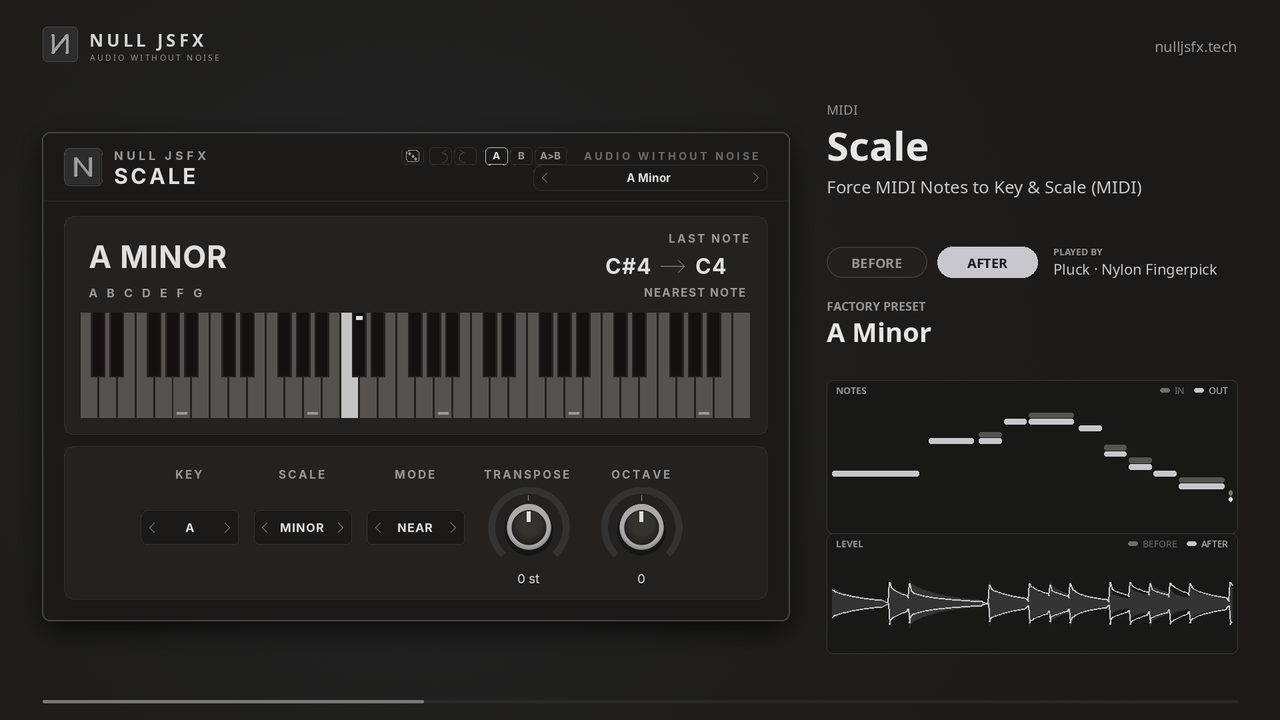 NULL JSFX
AUDIO WITHOUT NOISE
nulljsfx.tech
N
NULL JSFX
SCALE
A
B
A>B
AUDIO WITHOUT NOISE
A Minor
A MINOR
A B C D E F G
LAST NOTE
C#4 → C4
NEAREST NOTE
KEY
SCALE
MODE
TRANSPOSE
OCTAVE
A
MINOR
NEAR
0 st
0
MIDI
Scale
Force MIDI Notes to Key & Scale (MIDI)
BEFORE
AFTER
PLAYED BY
Pluck · Nylon Fingerpick
FACTORY PRESET
A Minor
NOTES
IN
OUT
LEVEL
BEFORE
AFTER